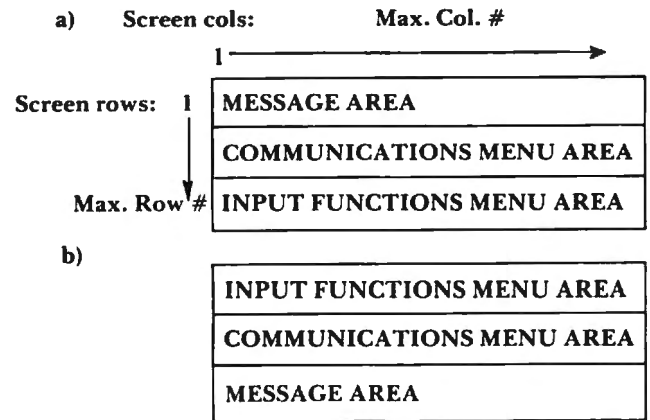 a) Screen cols: Max. Col. #
1
Screen rows: 1 MESSAGE AREA
COMMUNICATIONS MENU AREA
Max. Row # INPUT FUNCTIONS MENU AREA
b)
INPUT FUNCTIONS MENU AREA
COMMUNICATIONS MENU AREA
MESSAGE AREA